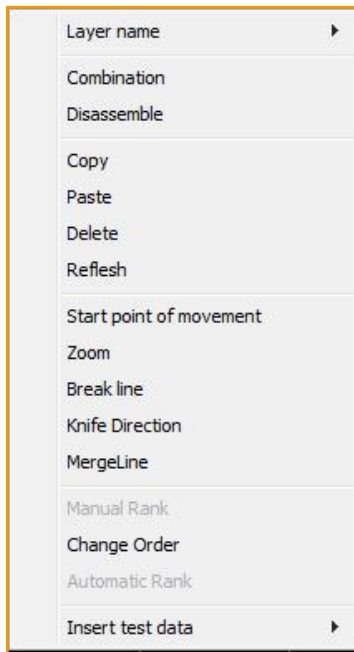 Layer name
Combination
Disassemble
Copy
Paste
Delete
Reflesh
Start point of movement
Zoom
Break line
Knife Direction
MergeLine
Manual Rank
Change Order
Automatic Rank
Insert test data